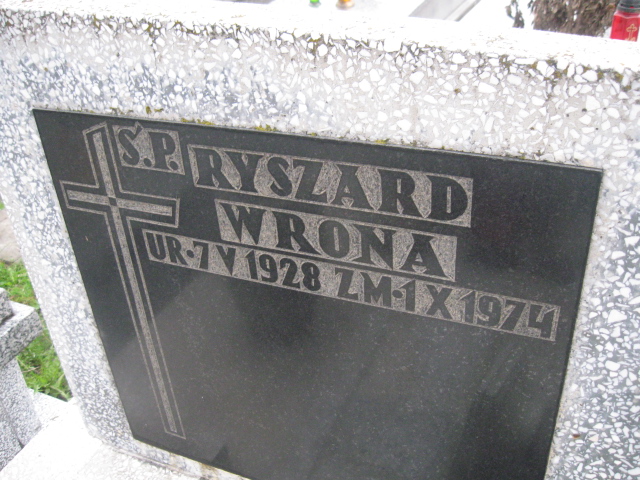 Ś.P. RYSZARD
WRONA
UR·7 V 1928 ZM·1 X 1974